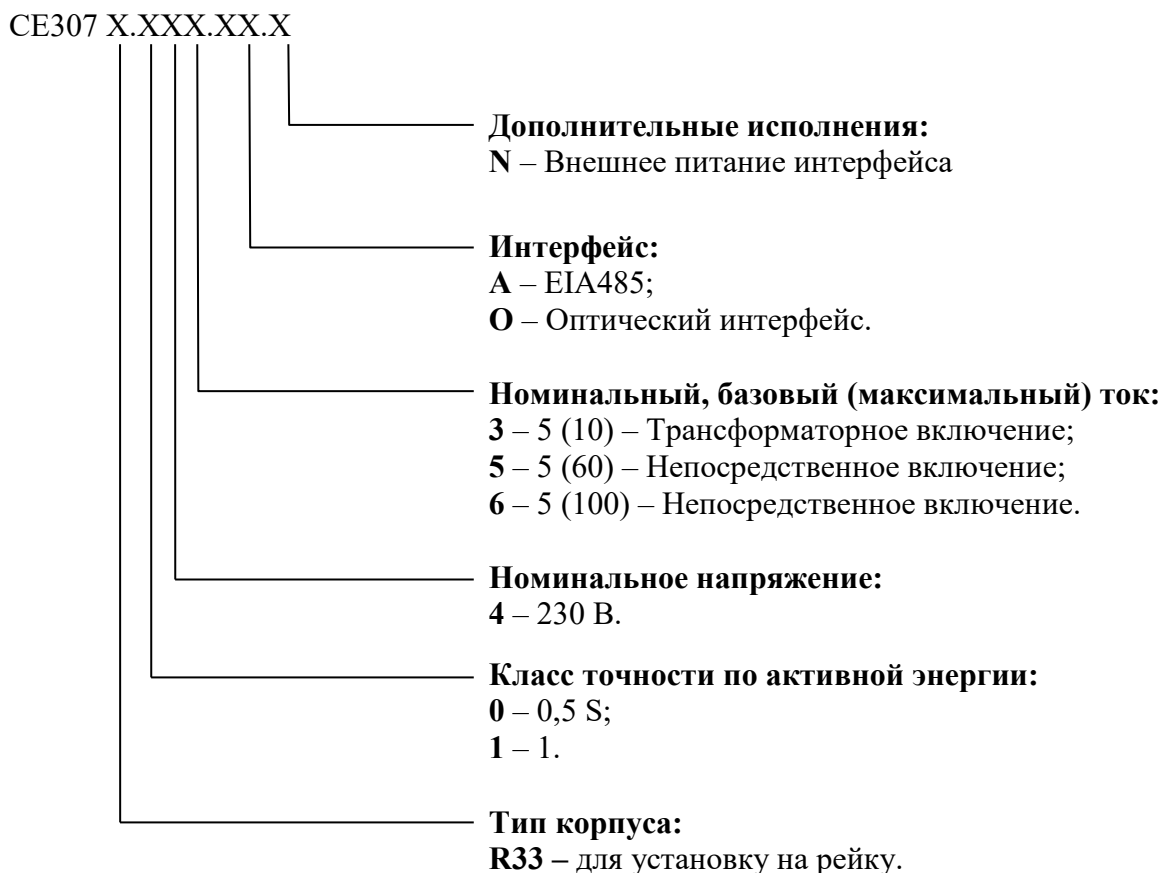 CE307 X.XXX.XX.X
Дополнительные исполнения:
N – Внешнее питание интерфейса
Интерфейс:
A – EIA485;
O – Оптический интерфейс.
Номинальный, базовый (максимальный) ток:
3 – 5 (10) – Трансформаторное включение;
5 – 5 (60) – Непосредственное включение;
6 – 5 (100) – Непосредственное включение.
Номинальное напряжение:
4 – 230 В.
Класс точности по активной энергии:
0 – 0,5 S;
1 – 1.
Тип корпуса:
R33 – для установку на рейку.